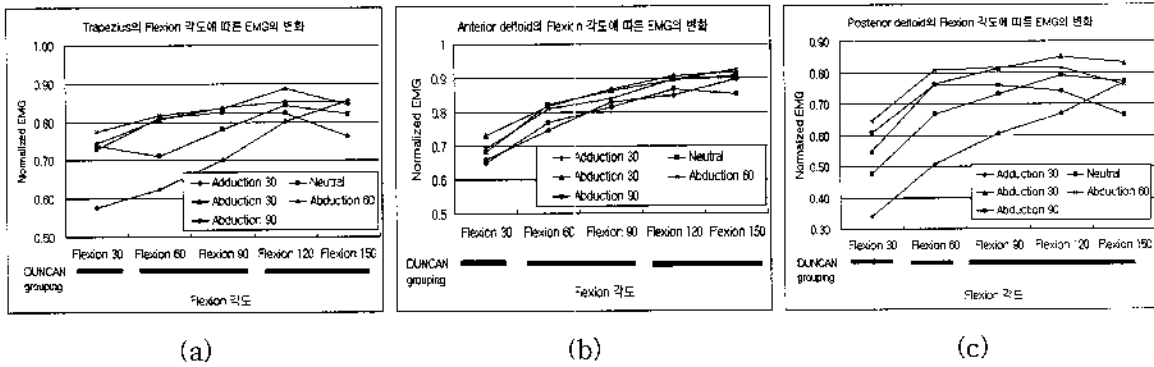 Trapezius의 Flexion 각도에 따른 EMG의 변화
Normalized EMG
1.00
0.90
0.80
0.70
0.60
0.50
Adduction 30
Neutral
Abduction 30
Abduction 60
Abduction 90
Flexion 30 Flexion 60 Flexion 90 Flexion 120 Flexion 150
DUNCAN
grouping
Flexion 각도
(a)
Anterior deltoid의 Flexion 각도에 따른 EMG의 변화
Normalized EMG
1
0.9
0.8
0.7
0.6
0.5
Adduction 30
Neutral
Abduction 30
Abduction 60
Abduction 90
Flexion 30 Flexion 60 Flexion 90 Flexion 120 Flexion 150
DUNCAN
grouping
Flexion 각도
(b)
Posterior deltoid의 Flexion 각도에 따른 EMG의 변화
Normalized EMG
0.90
0.80
0.70
0.60
0.50
0.40
0.30
Adduction 30
Neutral
Abduction 30
Abduction 60
Abduction 90
Flexion 30 Flexion 60 Flexion 90 Flexion 120 Flexion 150
DUNCAN
grouping
Flexion 각도
(c)